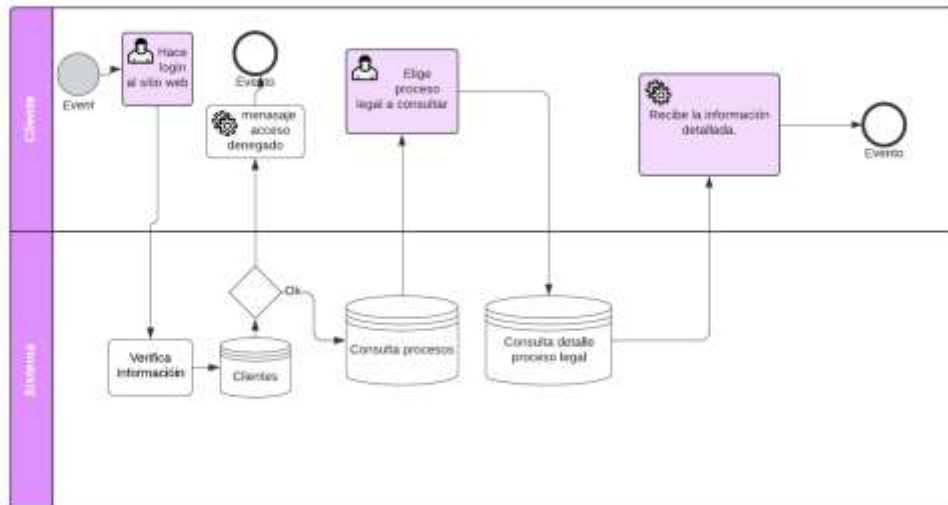 Cliente
Event
Hace
login
al sitio web
Evento
menasaje
acceso
denegado
Elige
proceso
legal a consultar
Recibe la información
detallada.
Evento
Sistema
Verifica
Información
Clientes
Ok
Consulta procesos
Consulta detalle
proceso legal